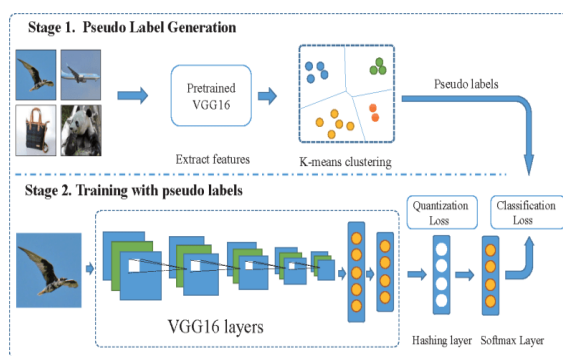 Stage 1. Pseudo Label Generation
Pretrained
VGG16
Pseudo labels
Extract features
K-means clustering
Stage 2. Training with pseudo labels
Quantization
Loss
Classification
Loss
VGG16 layers
Hashing layer
Softmax Layer